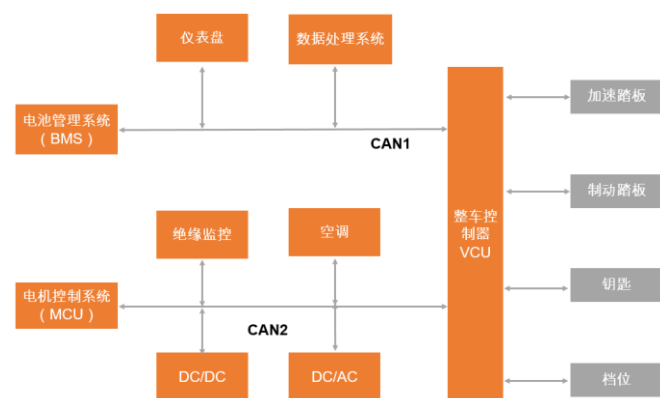 仪表盘
数据处理系统
加速踏板
电池管理系统
（BMS）
CAN1
制动踏板
绝缘监控
空调
整车控
制器
VCU
电机控制系统
（MCU）
钥匙
CAN2
DC/DC
DC/AC
档位